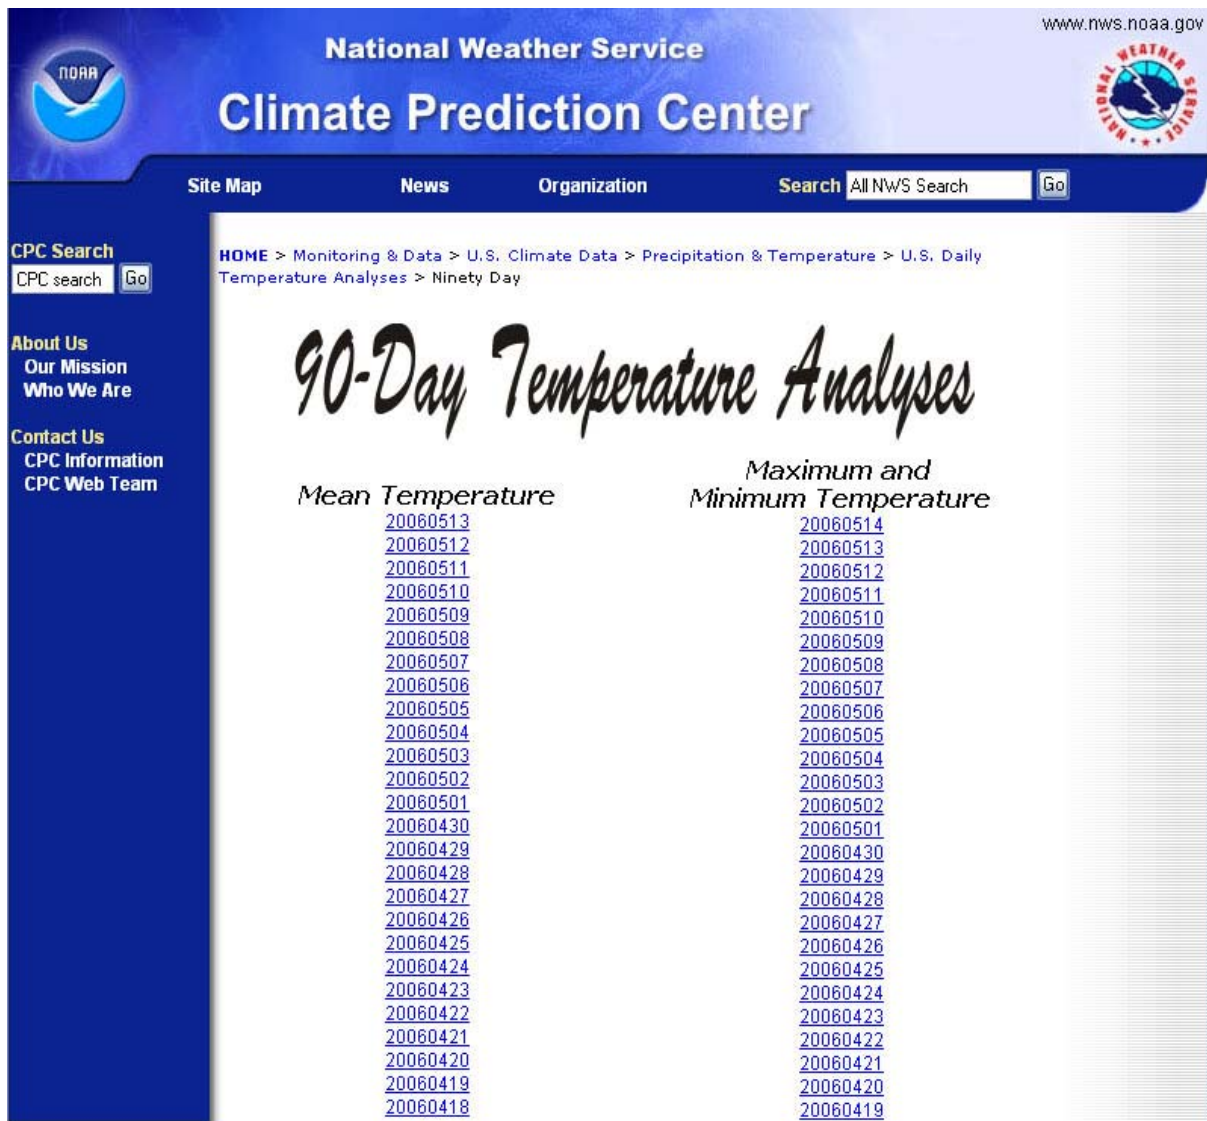 www.nws.noaa.gov
NOAA
National Weather Service
NATIONAL WEATHER SERVICE
Climate Prediction Center
Site Map News Organization Search All NWS Search Go
CPC Search
CPC search Go
About Us
Our Mission
Who We Are
Contact Us
CPC Information
CPC Web Team
HOME > Monitoring & Data > U.S. Climate Data > Precipitation & Temperature > U.S. Daily
Temperature Analyses > Ninety Day
90-Day Temperature Analyses
Mean Temperature
20060513
20060512
20060511
20060510
20060509
20060508
20060507
20060506
20060505
20060504
20060503
20060502
20060501
20060430
20060429
20060428
20060427
20060426
20060425
20060424
20060423
20060422
20060421
20060420
20060419
20060418
Maximum and
Minimum Temperature
20060514
20060513
20060512
20060511
20060510
20060509
20060508
20060507
20060506
20060505
20060504
20060503
20060502
20060501
20060430
20060429
20060428
20060427
20060426
20060425
20060424
20060423
20060422
20060421
20060420
20060419